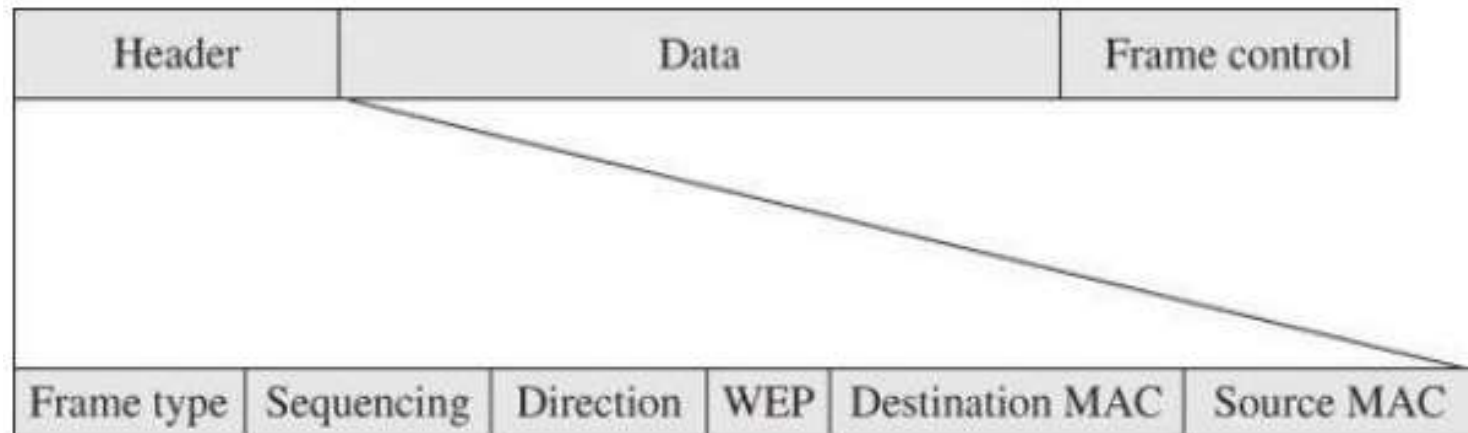 Header Data Frame control
Frame type Sequencing Direction WEP Destination MAC Source MAC